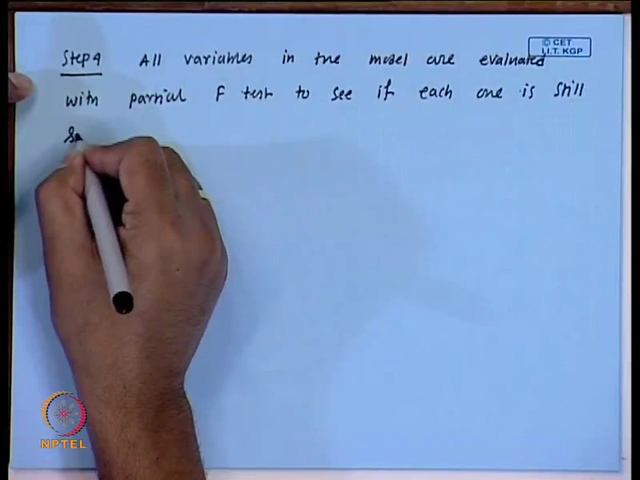 Step 4 All variables in the model are evaluated
with partial F test to see if each one is still
© CET
I.I.T. KGP
NPTEL